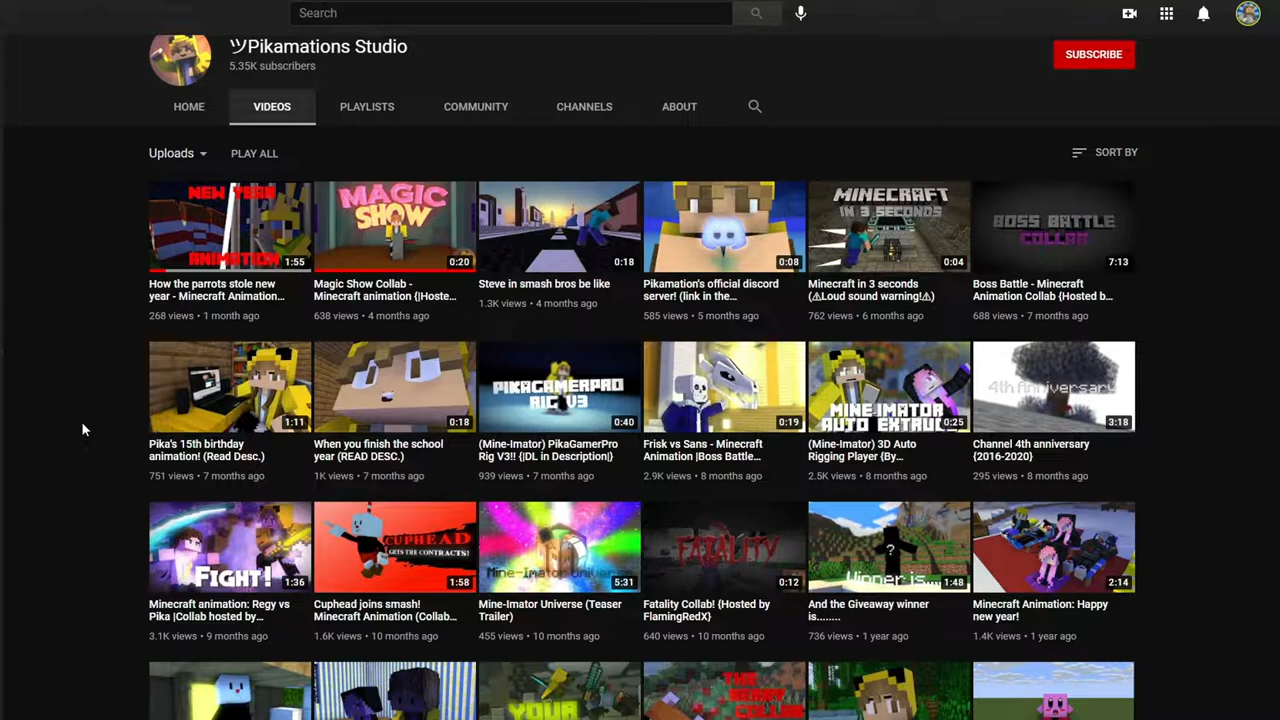 Search
ツPikamations Studio
5.35K subscribers
SUBSCRIBE
HOME
VIDEOS
PLAYLISTS
COMMUNITY
CHANNELS
ABOUT
Uploads
PLAY ALL
SORT BY
NEW YEAR
ANIMATION
1:55
MAGIC
SHOW
0:20
0:18
0:08
MINECRAFT
IN 3 SECONDS
0:04
BOSS BATTLE
COLLAB
7:13
How the parrots stole new
year - Minecraft Animation...
268 views • 1 month ago
Magic Show Collab -
Minecraft animation {|Hoste...
638 views • 4 months ago
Steve in smash bros be like
1.3K views • 4 months ago
Pikamation's official discord
server! (link in the...
585 views • 5 months ago
Minecraft in 3 seconds
(⚠Loud sound warning!⚠)
762 views • 6 months ago
Boss Battle - Minecraft
Animation Collab {Hosted b...
688 views • 7 months ago
1:11
0:18
PIKAGAMERPRO
RIG V3
0:40
0:19
MINE-IMATOR
AUTO EXTRUD
0:25
4th Anniversary
3:18
Pika's 15th birthday
animation! (Read Desc.)
751 views • 7 months ago
When you finish the school
year (READ DESC.)
1K views • 7 months ago
(Mine-Imator) PikaGamerPro
Rig V3!! {|DL in Description|}
939 views • 7 months ago
Frisk vs Sans - Minecraft
Animation |Boss Battle...
2.9K views • 8 months ago
(Mine-Imator) 3D Auto
Rigging Player {By...
2.5K views • 8 months ago
Channel 4th anniversary
{2016-2020}
295 views • 8 months ago
FIGHT!
1:36
CUPHEAD
GETS THE CONTRACTS!
1:58
Mine-Imator Universe
5:31
FATALITY
0:12
?
Winner is.....
1:48
2:14
Minecraft animation: Regy vs
Pika |Collab hosted by...
3.1K views • 9 months ago
Cuphead joins smash!
Minecraft Animation (Collab...
1.6K views • 10 months ago
Mine-Imator Universe (Teaser
Trailer)
455 views • 10 months ago
Fatality Collab! {Hosted by
FlamingRedX}
640 views • 10 months ago
And the Giveaway winner
is........
736 views • 1 year ago
Minecraft Animation: Happy
new year!
1.4K views • 1 year ago
YOUR
THE
COLLAB